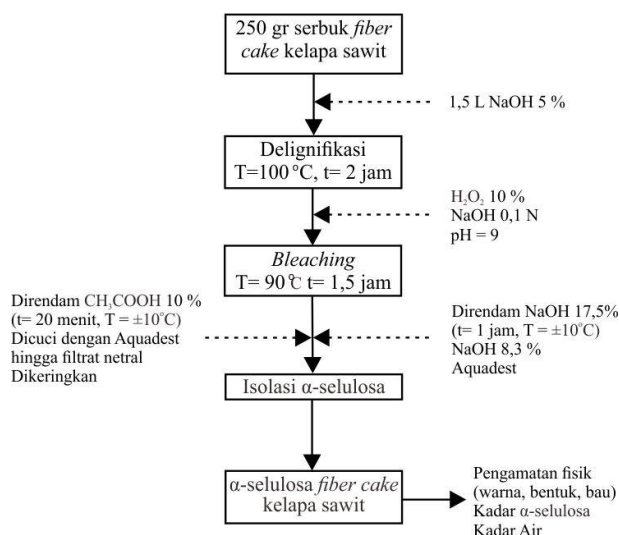 250 gr serbuk fiber
cake kelapa sawit
1,5 L NaOH 5 %
Delignifikasi
T=100 °C, t= 2 jam
H₂O₂ 10 %
NaOH 0,1 N
pH = 9
Bleaching
T= 90°C t= 1,5 jam
Direndam CH₃COOH 10 %
(t= 20 menit, T = ±10°C)
Dicuci dengan Aquadest
hingga filtrat netral
Dikeringkan
Direndam NaOH 17,5%
(t= 1 jam, T = ±10°C)
NaOH 8,3 %
Aquadest
Isolasi α-selulosa
α-selulosa fiber cake
kelapa sawit
Pengamatan fisik
(warna, bentuk, bau)
Kadar α-selulosa
Kadar Air